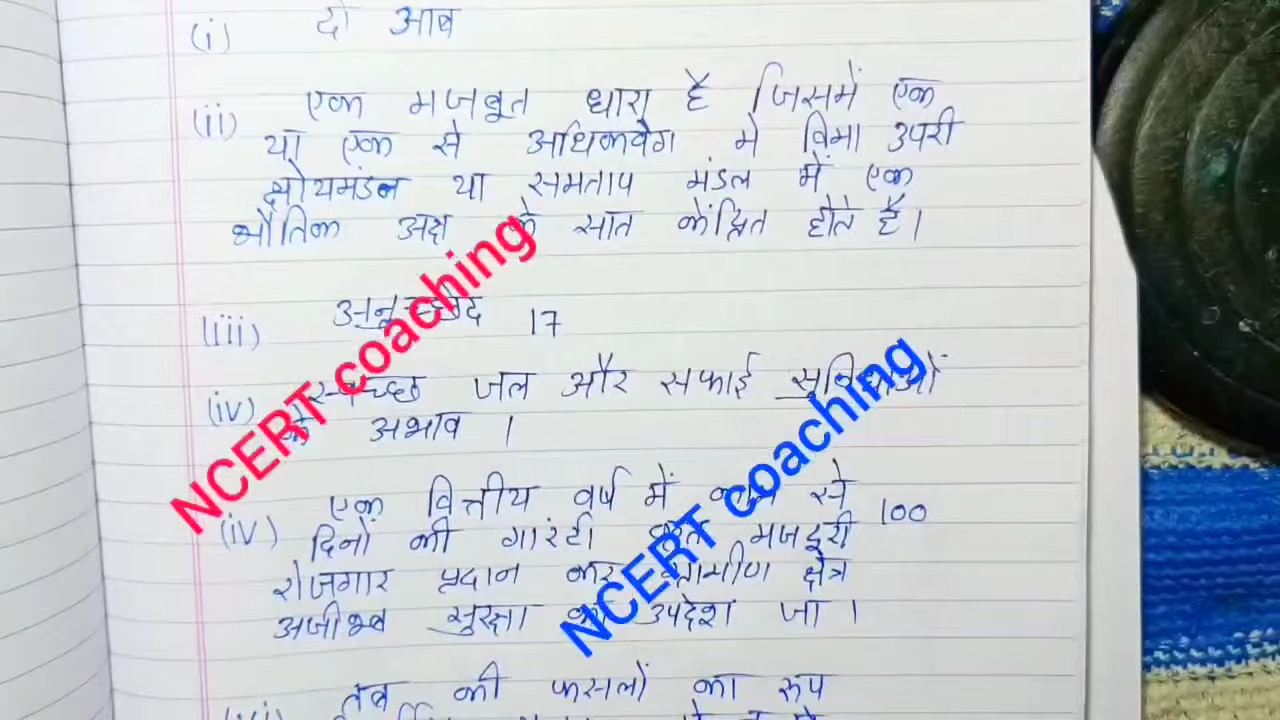 (i) दो आब
(ii) एक मजबूत धारा है जिसमें एक
या एक से अधिकवेग मे विमा उपरी
क्षोयमंडल या समताप मंडल में एक
भौतिक अक्ष के सात केंद्रित होते है।
(iii) अनुच्छेद 17
(iv) स्वच्छ जल और सफाई सुविधाओं
के अभाव ।
(iv) एक वित्तीय वर्ष में कम से
दिनों की गारंटी मजदूरी 100
रोजगार प्रदान कर ग्रामीण क्षेत्र
सुरक्षा उपदेश जा ।
की फसलों का रूप
NCERT coaching
NCERT coaching